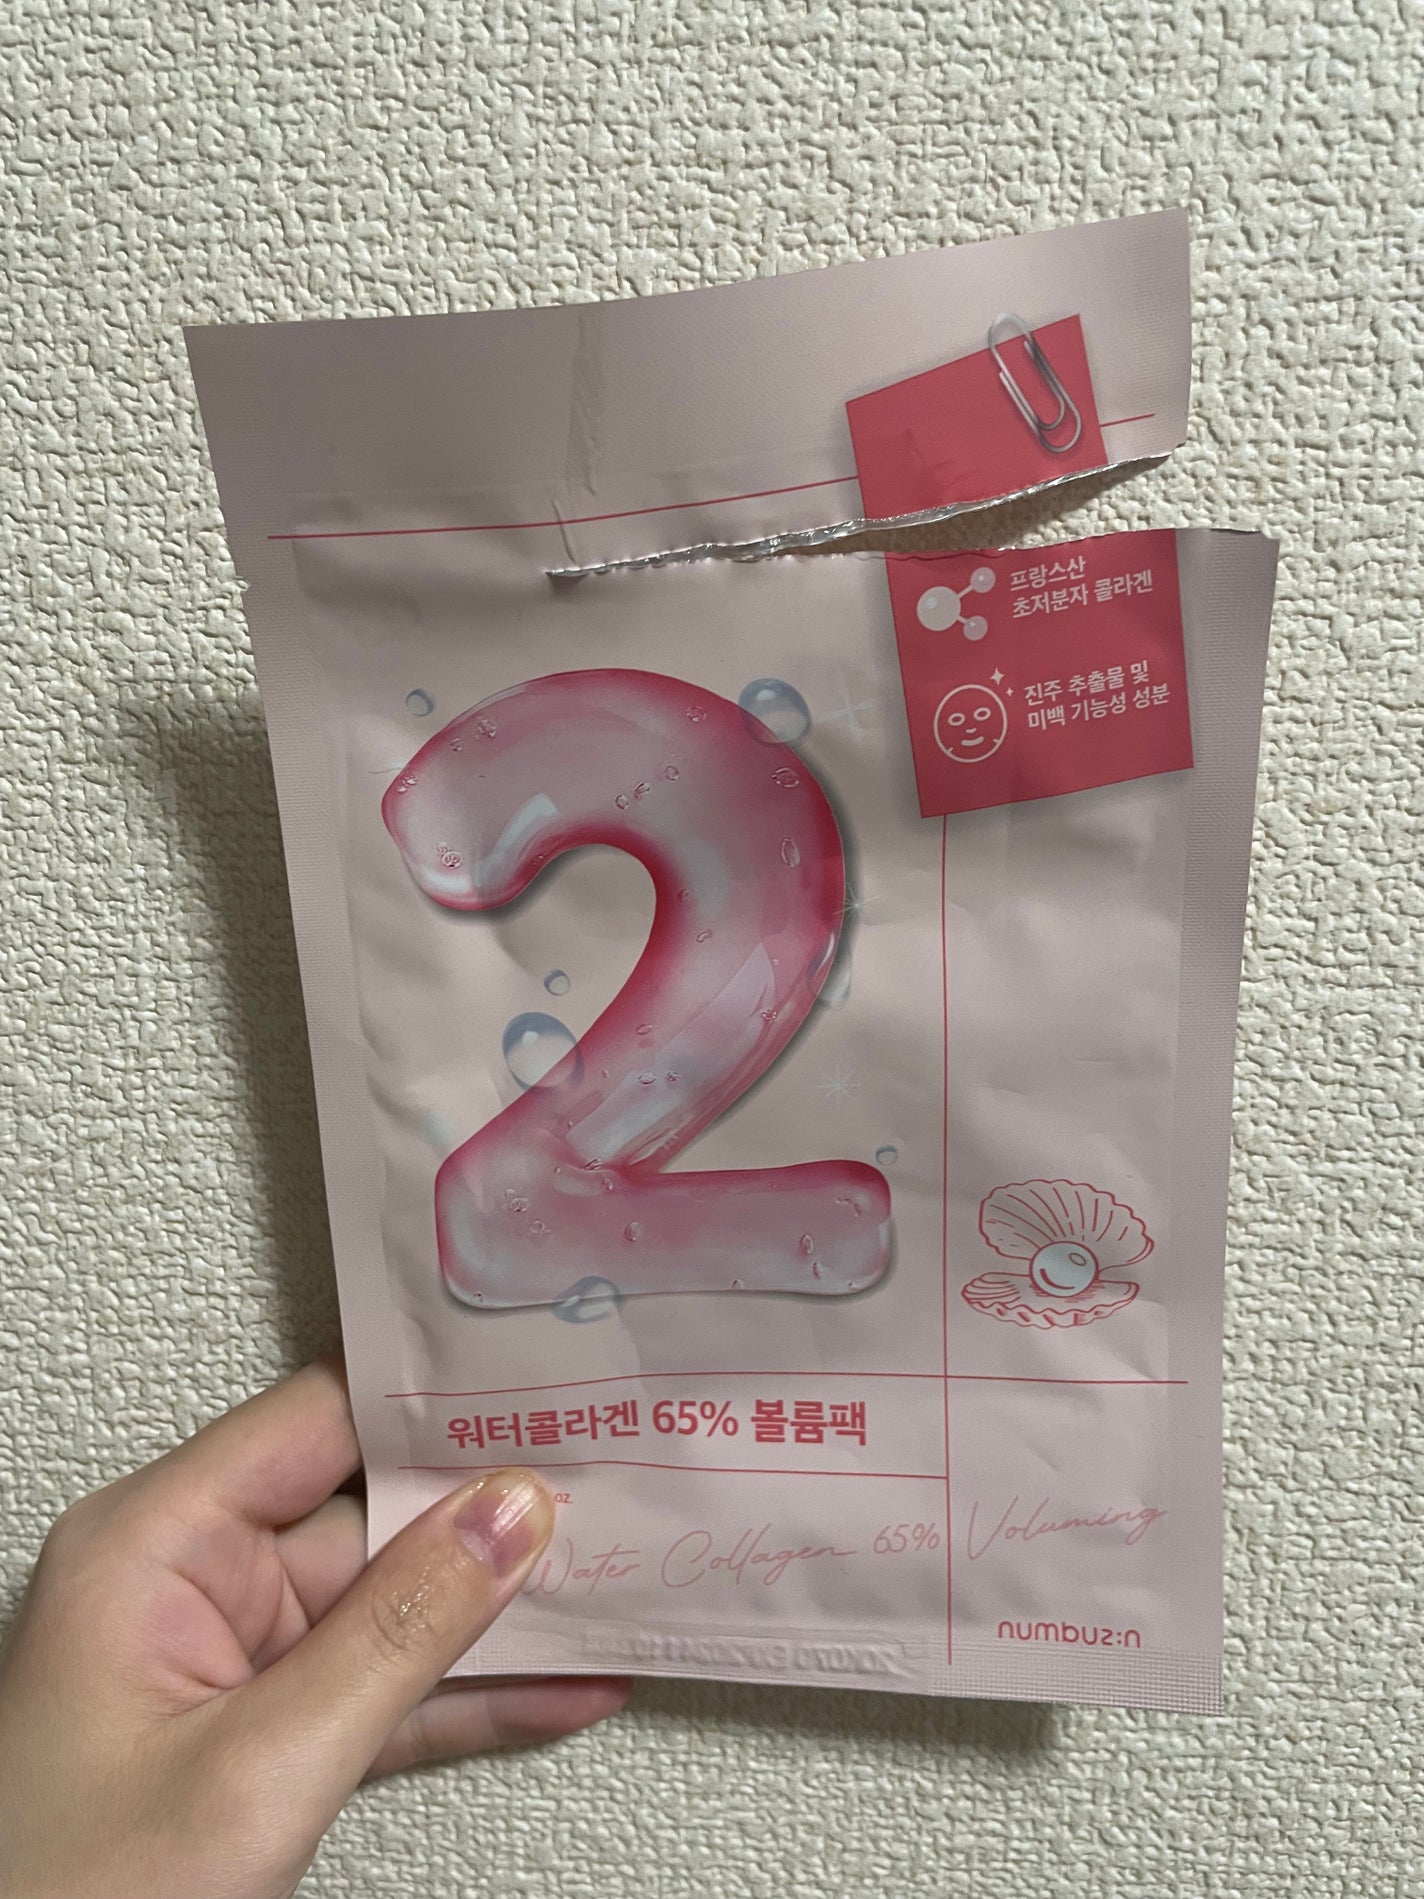 프랑스산
초저분자 콜라겐
진주 추출물 및
미백 기능성 성분
2
워터콜라겐 65% 볼륨팩
oz.
Water Collagen 65% Voluming
numbuz:n